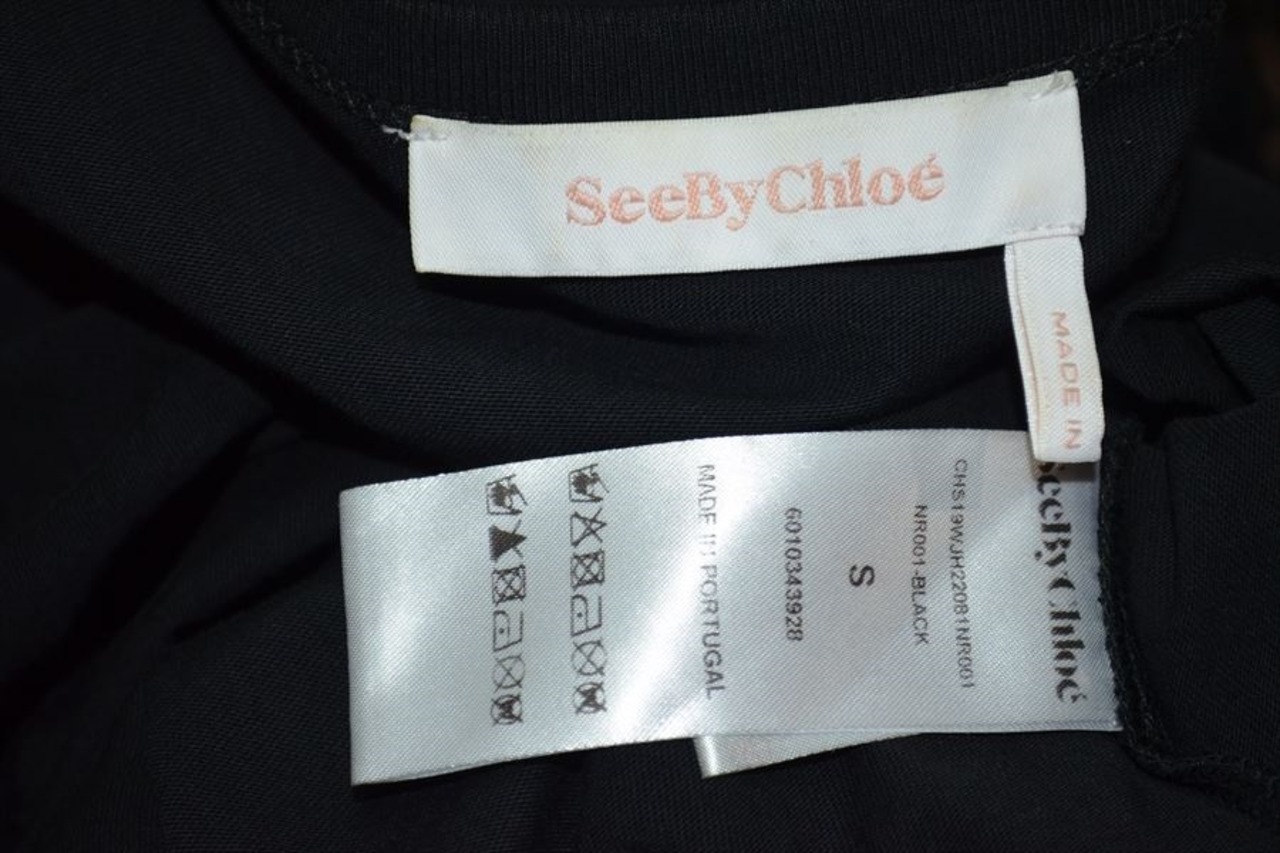 SeeByChloé
MADE IN
SeeByChloé
CHS19WJH22081NR001
NR001-BLACK
S
6010343928
MADE IN PORTUGAL